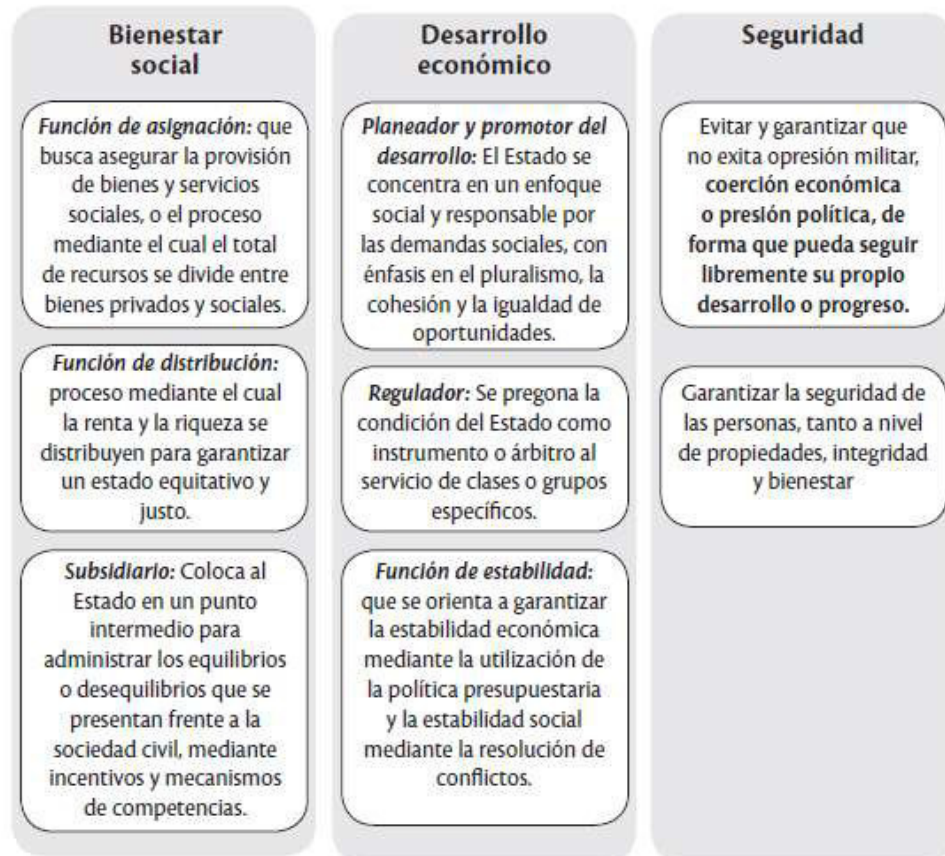 Bienestar
social
Función de asignación: que
busca asegurar la provisión
de bienes y servicios
sociales, o el proceso
mediante el cual el total
de recursos se divide entre
bienes privados y sociales.
Función de distribución:
proceso mediante el cual
la renta y la riqueza se
distribuyen para garantizar
un estado equitativo y
justo.
Subsidiario: Coloca al
Estado en un punto
intermedio para
administrar los equilibrios
o desequilibrios que se
presentan frente a la
sociedad civil, mediante
incentivos y mecanismos
de competencias.
Desarrollo
económico
Planeador y promotor del
desarrollo: El Estado se
concentra en un enfoque
social y responsable por
las demandas sociales, con
énfasis en el pluralismo, la
cohesión y la igualdad de
oportunidades.
Regulador: Se pregona la
condición del Estado como
instrumento o árbitro al
servicio de clases o grupos
específicos.
Función de estabilidad:
que se orienta a garantizar
la estabilidad económica
mediante la utilización de
la política presupuestaria
y la estabilidad social
mediante la resolución de
conflictos.
Seguridad
Evitar y garantizar que
no exita opresión militar,
coerción económica
o presión política, de
forma que pueda seguir
libremente su propio
desarrollo o progreso.
Garantizar la seguridad de
las personas, tanto a nivel
de propiedades, integridad
y bienestar